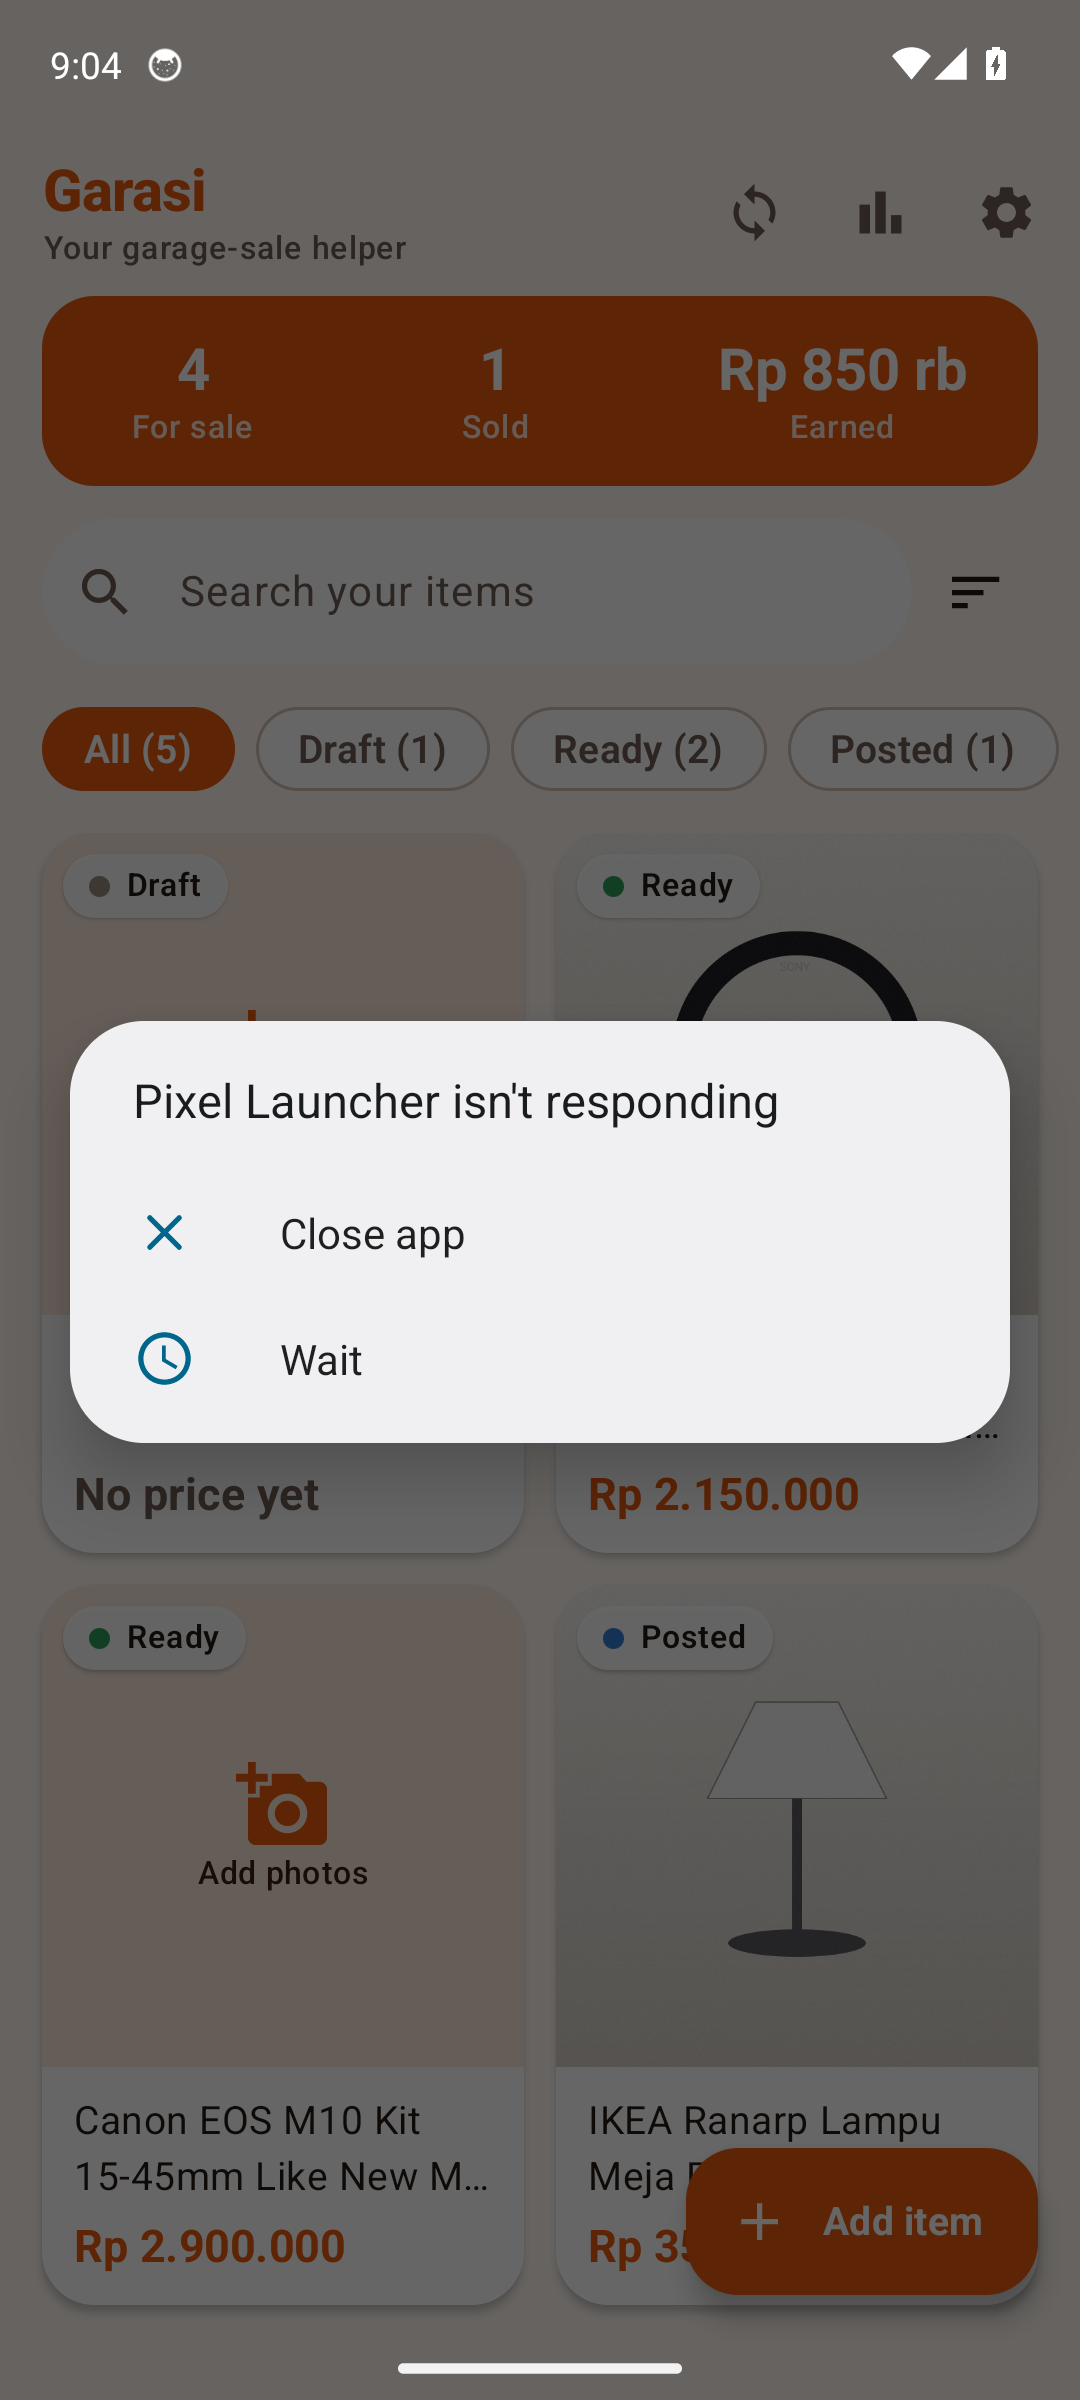 9:04
Garasi
Your garage-sale helper
4
For sale
1
Sold
Rp 850 rb
Earned
Search your items
All (5)
Draft (1)
Ready (2)
Posted (1)
Draft
Ready
SONY
Pixel Launcher isn't responding
Close app
Wait
No price yet
Rp 2.150.000
Ready
Posted
Add photos
Canon EOS M10 Kit
15-45mm Like New M…
Rp 2.900.000
IKEA Ranarp Lampu
Meja
Rp
Add item